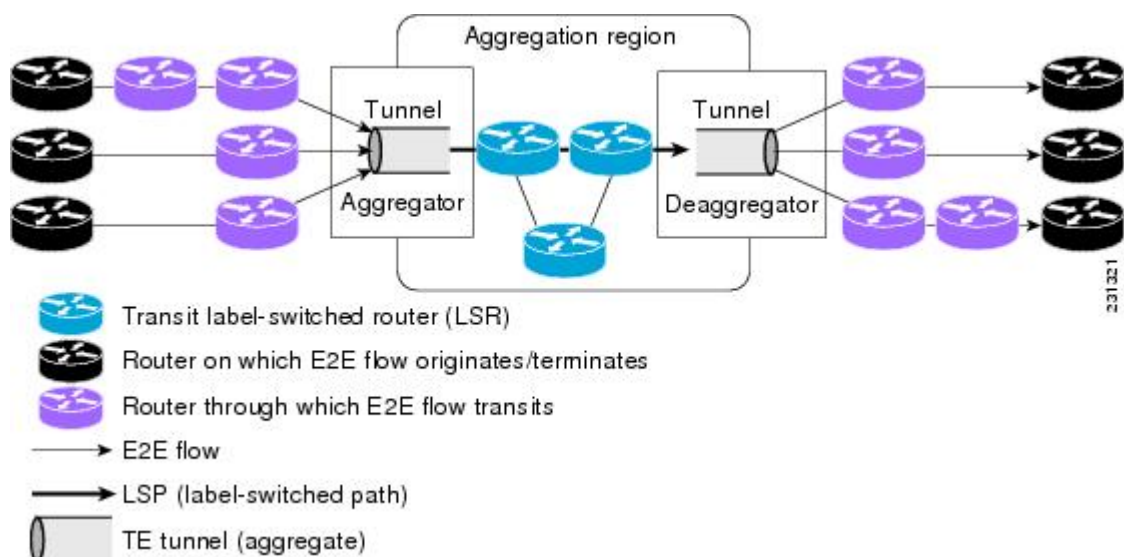 Aggregation region
Tunnel
Tunnel
Aggregator
Deaggregator
231321
Transit label-switched router (LSR)
Router on which E2E flow originates/terminates
Router through which E2E flow transits
E2E flow
LSP (label-switched path)
TE tunnel (aggregate)